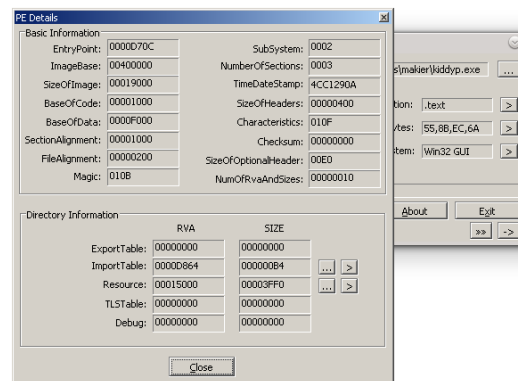 PE Details
Basic Information
EntryPoint: 0000D70C SubSystem: 0002
ImageBase: 00400000 NumberOfSections: 0003
SizeOfImage: 00019000 TimeDateStamp: 4CC1290A
BaseOfCode: 00001000 SizeOfHeaders: 00000400
BaseOfData: 0000F000 Characteristics: 010F
SectionAlignment: 00001000 Checksum: 00000000
FileAlignment: 00000200 SizeOfOptionalHeader: 00E0
Magic: 010B NumOfRvaAndSizes: 00000010
Directory Information
RVA SIZE
ExportTable: 00000000 00000000
ImportTable: 0000D864 000000B4 ... >
Resource: 00015000 00003FF0 ... >
TLSTable: 00000000 00000000
Debug: 00000000 00000000
Close
s\makier\kiddyp.exe ...
tion: .text >
ytes: 55,8B,EC,6A >
stem: Win32 GUI >
About Exit
»» ->